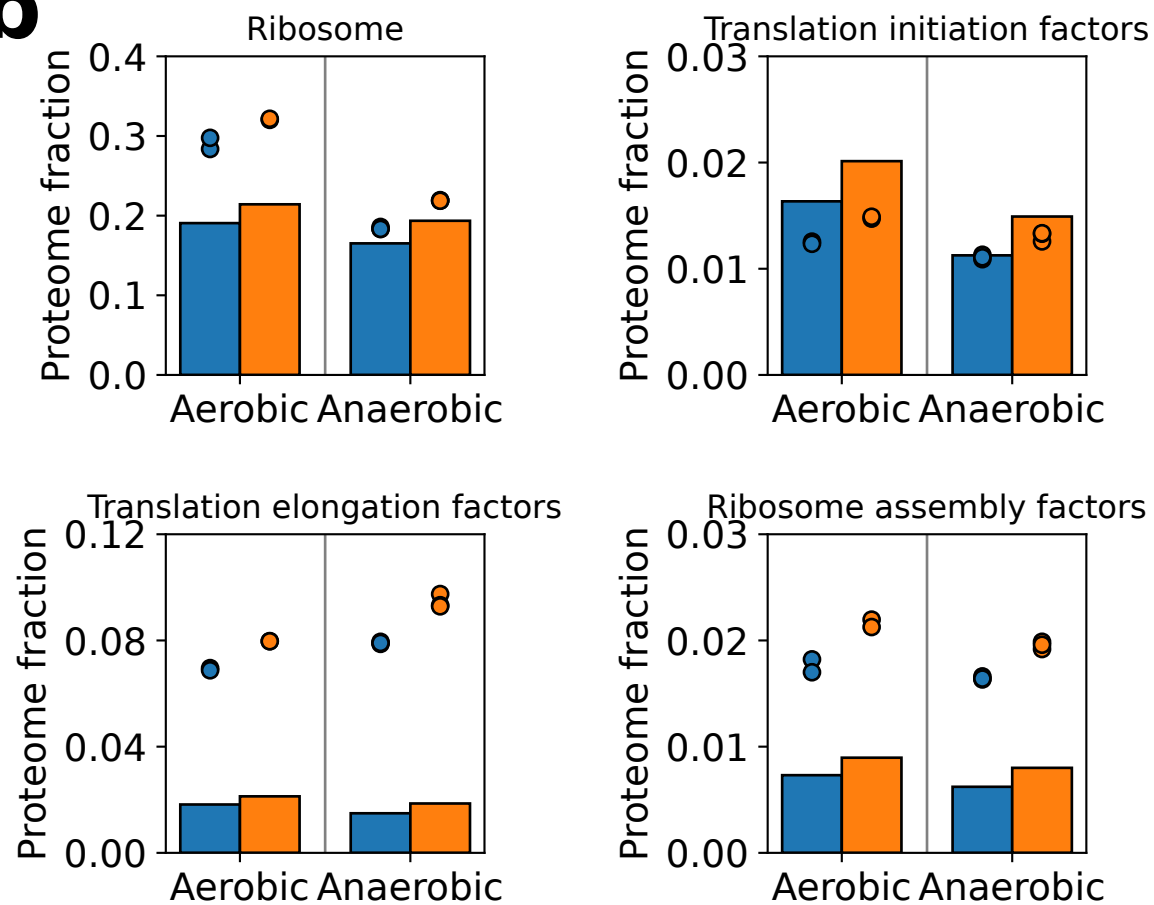 b
Ribosome
Proteome fraction
0.4
0.3
0.2
0.1
0.0
Aerobic
Anaerobic
Translation initiation factors
Proteome fraction
0.03
0.02
0.01
0.00
Aerobic
Anaerobic
Translation elongation factors
Proteome fraction
0.12
0.08
0.04
0.00
Aerobic
Anaerobic
Ribosome assembly factors
Proteome fraction
0.03
0.02
0.01
0.00
Aerobic
Anaerobic